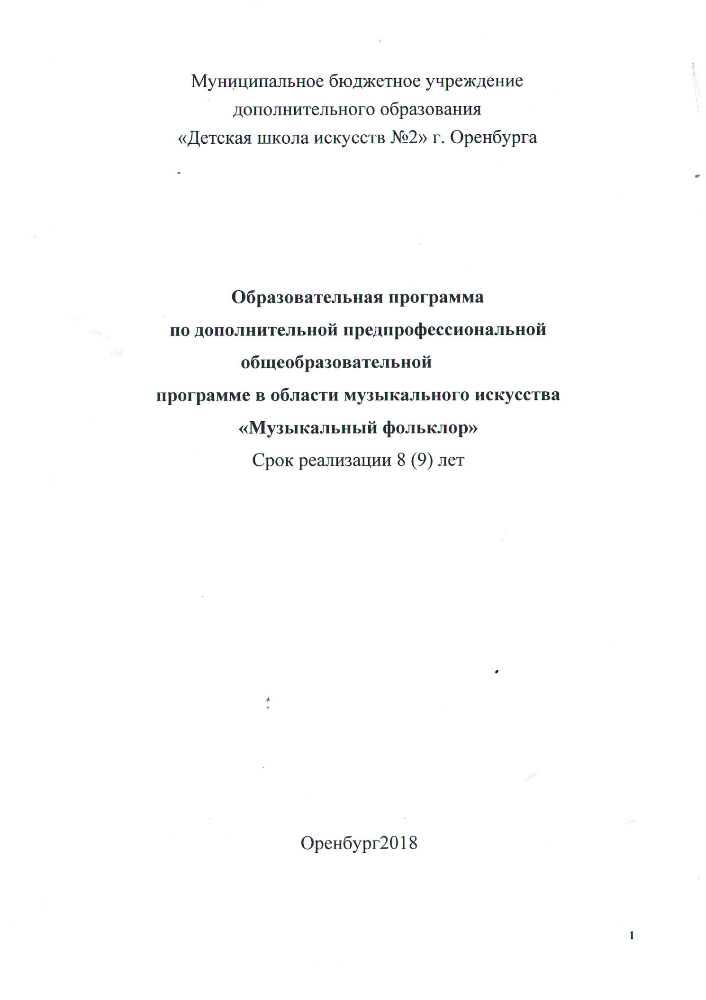 Муниципальное бюджетное учреждение
дополнительного образования
«Детская школа искусств №2» г. Оренбурга
Образовательная программа
по дополнительной предпрофессиональной
общеобразовательной
программе в области музыкального искусства
«Музыкальный фольклор»
Срок реализации 8 (9) лет
Оренбург2018
1